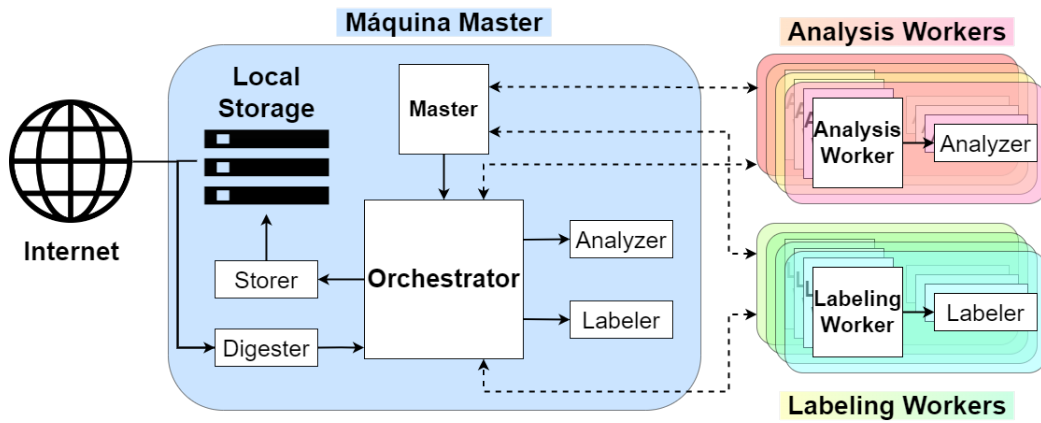 Máquina Master
Analysis Workers
Local
Storage
Master
Analysis
Worker
Analyzer
Internet
Storer
Orchestrator
Analyzer
Labeler
Digester
Labeling
Worker
Labeler
Labeling Workers